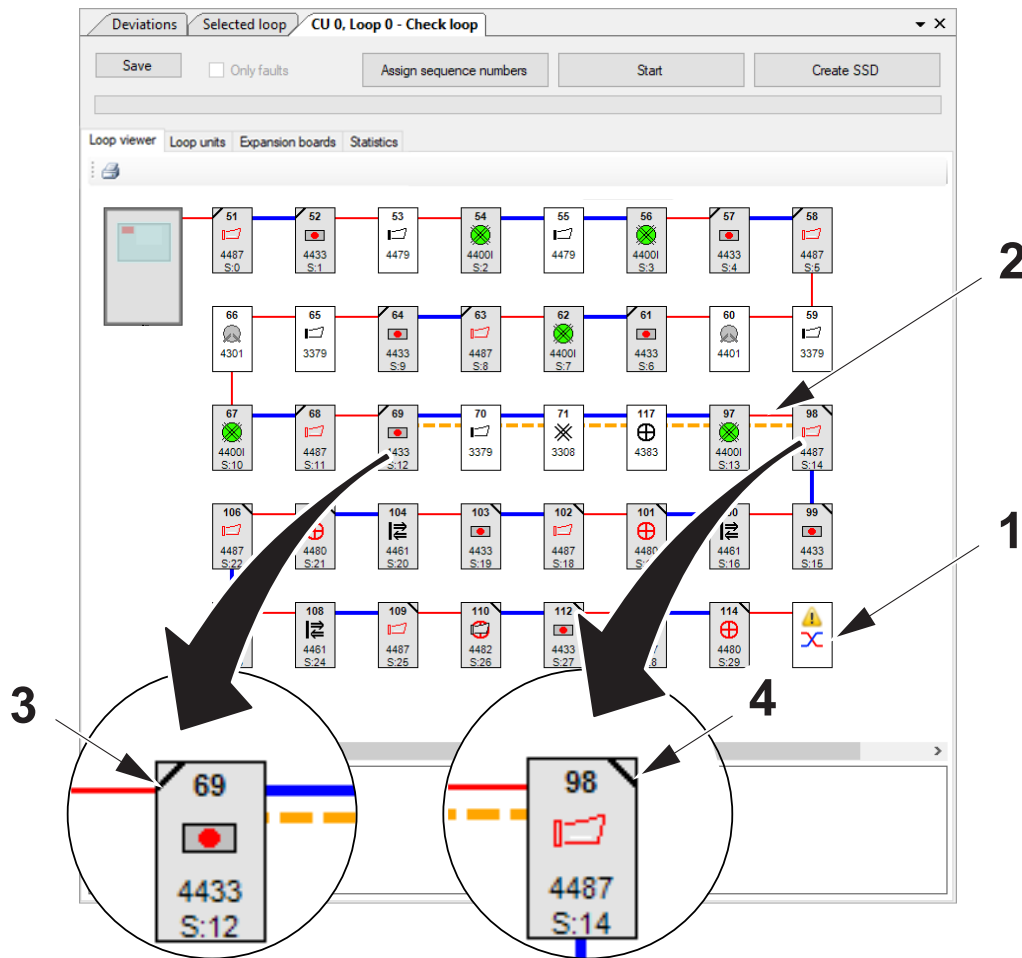 Deviations Selected loop CU 0, Loop 0 - Check loop
Save Only faults Assign sequence numbers Start Create SSD
Loop viewer Loop units Expansion boards Statistics
51 52 53 54 55 56 57 58
4487 4433 4479 4400I 4479 4400I 4433 4487
S:0 S:1 S:2 S:3 S:4 S:5
2
66 65 64 63 62 61 60 59
4301 3379 4433 4487 4400I 4433 4401 3379
S:9 S:8 S:7 S:6
67 68 69 70 71 117 97 98
4400I 4487 4433 3379 3308 4383 4400I 4487
S:10 S:11 S:12 S:13 S:14
106 104 103 102 101 99
1
4487 4480 4461 4433 4487 4461 4433
S:22 S:21 S:20 S:19 S:18 S:16 S:15
108 109 110 112 114
4461 4487 4482 4433 4480
S:24 S:25 S:26 S:27 S:29
3
4
69
4433
S:12
98
4487
S:14